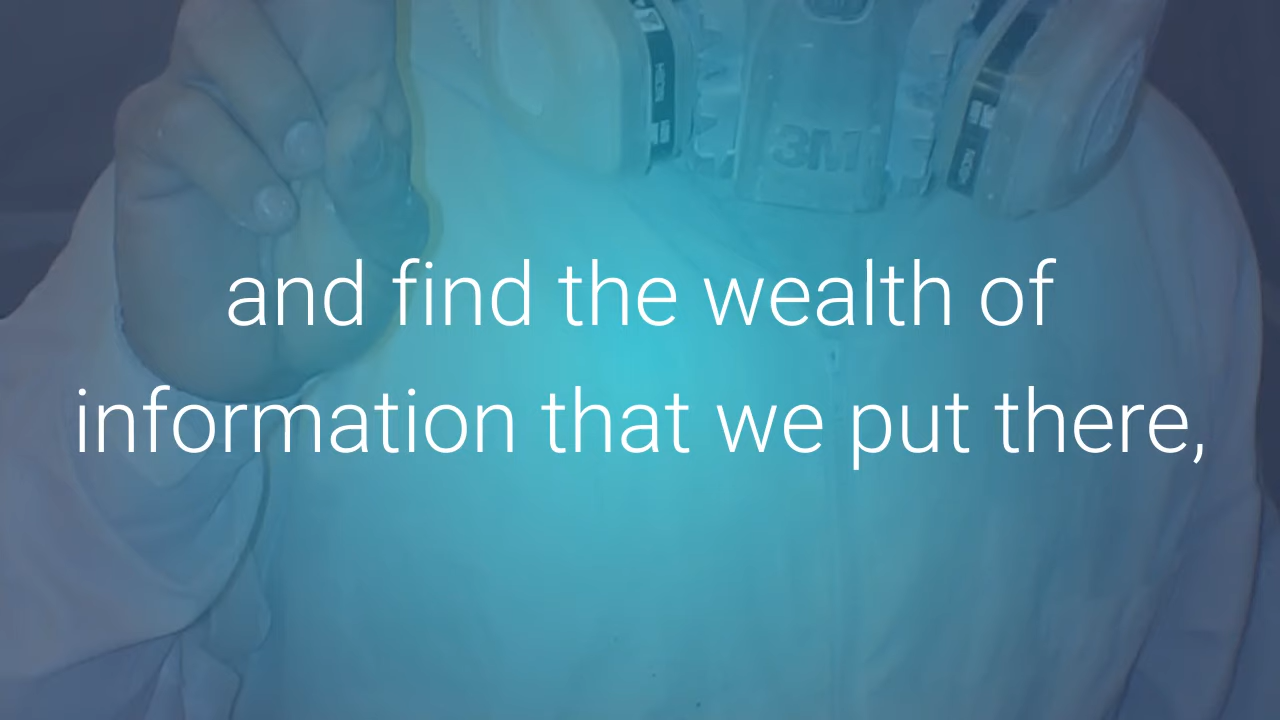 3M
and find the wealth of
information that we put there,